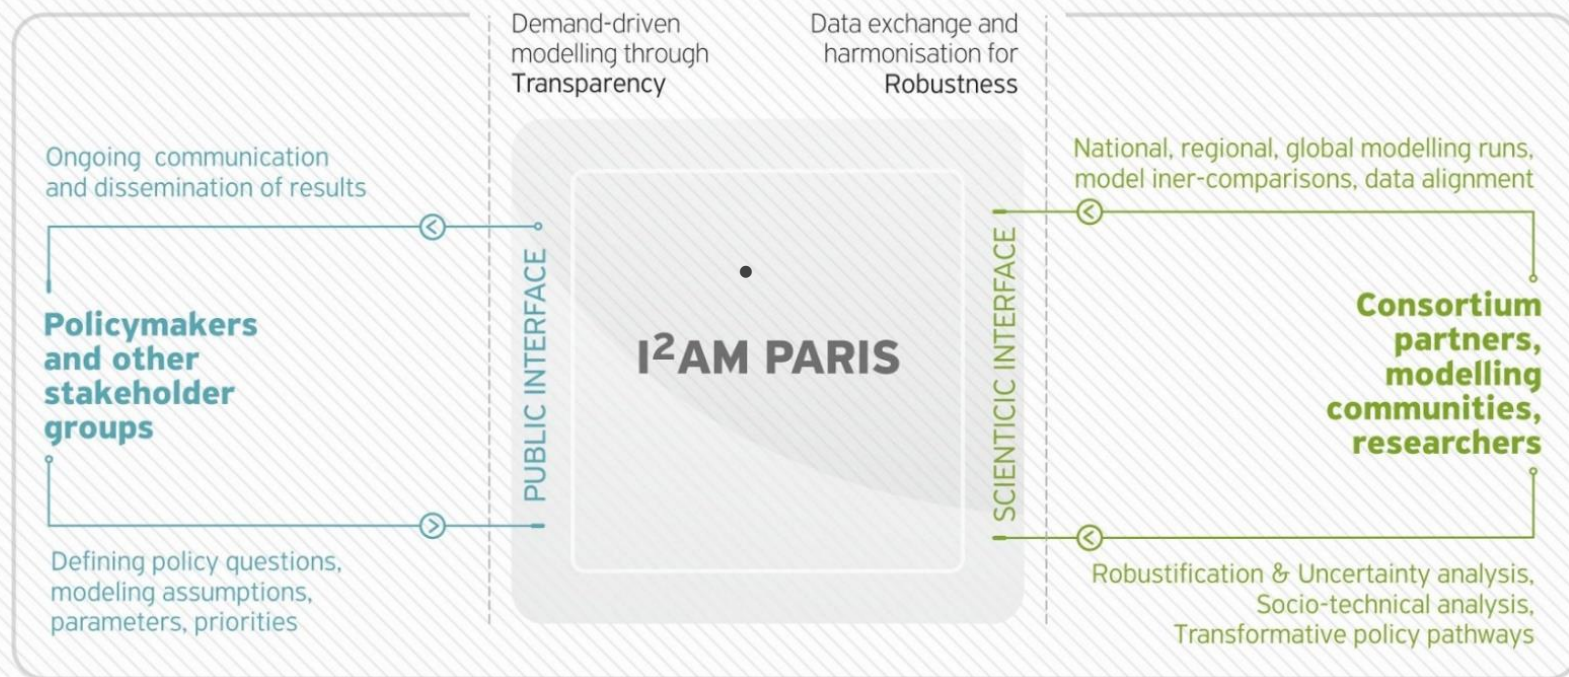 Demand-driven
modelling through
Transparency
Data exchange and
harmonisation for
Robustness
Ongoing communication
and dissemination of results
Policymakers
and other
stakeholder
groups
Defining policy questions,
modeling assumptions,
parameters, priorities
PUBLIC INTERFACE
I²AM PARIS
SCIENTICIC INTERFACE
National, regional, global modelling runs,
model iner-comparisons, data alignment
Consortium
partners,
modelling
communities,
researchers
Robustification & Uncertainty analysis,
Socio-technical analysis,
Transformative policy pathways